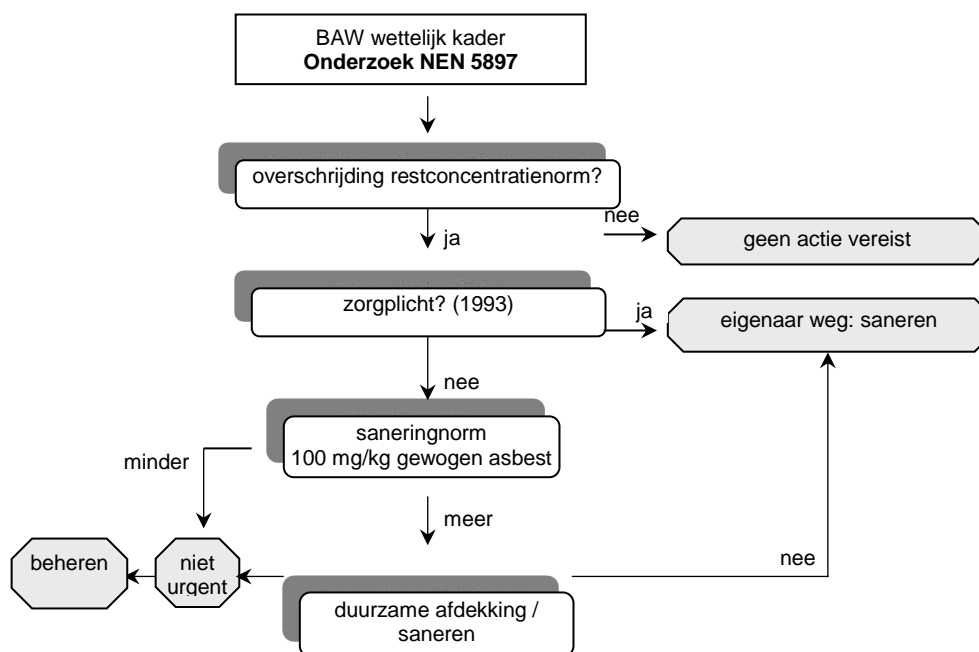 BAW wettelijk kader
Onderzoek NEN 5897
overschrijding restconcentratienorm?
nee
ja
geen actie vereist
zorgplicht? (1993)
ja
eigenaar weg: saneren
nee
saneringnorm
100 mg/kg gewogen asbest
minder
meer
nee
beheren
niet
urgent
duurzame afdekking /
saneren